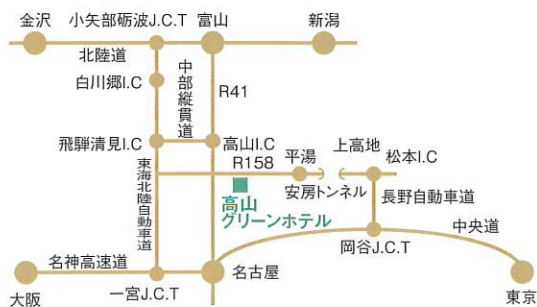 金沢
小矢部砺波J.C.T
富山
新潟
北陸道
白川郷I.C
中部縦貫道
R41
飛騨清見I.C
高山I.C
R158
平湯
上高地
松本I.C
安房トンネル
東海北陸自動車道
高山
グリーンホテル
長野自動車道
中央道
岡谷J.C.T
名神高速道
名古屋
大阪
一宮J.C.T
東京